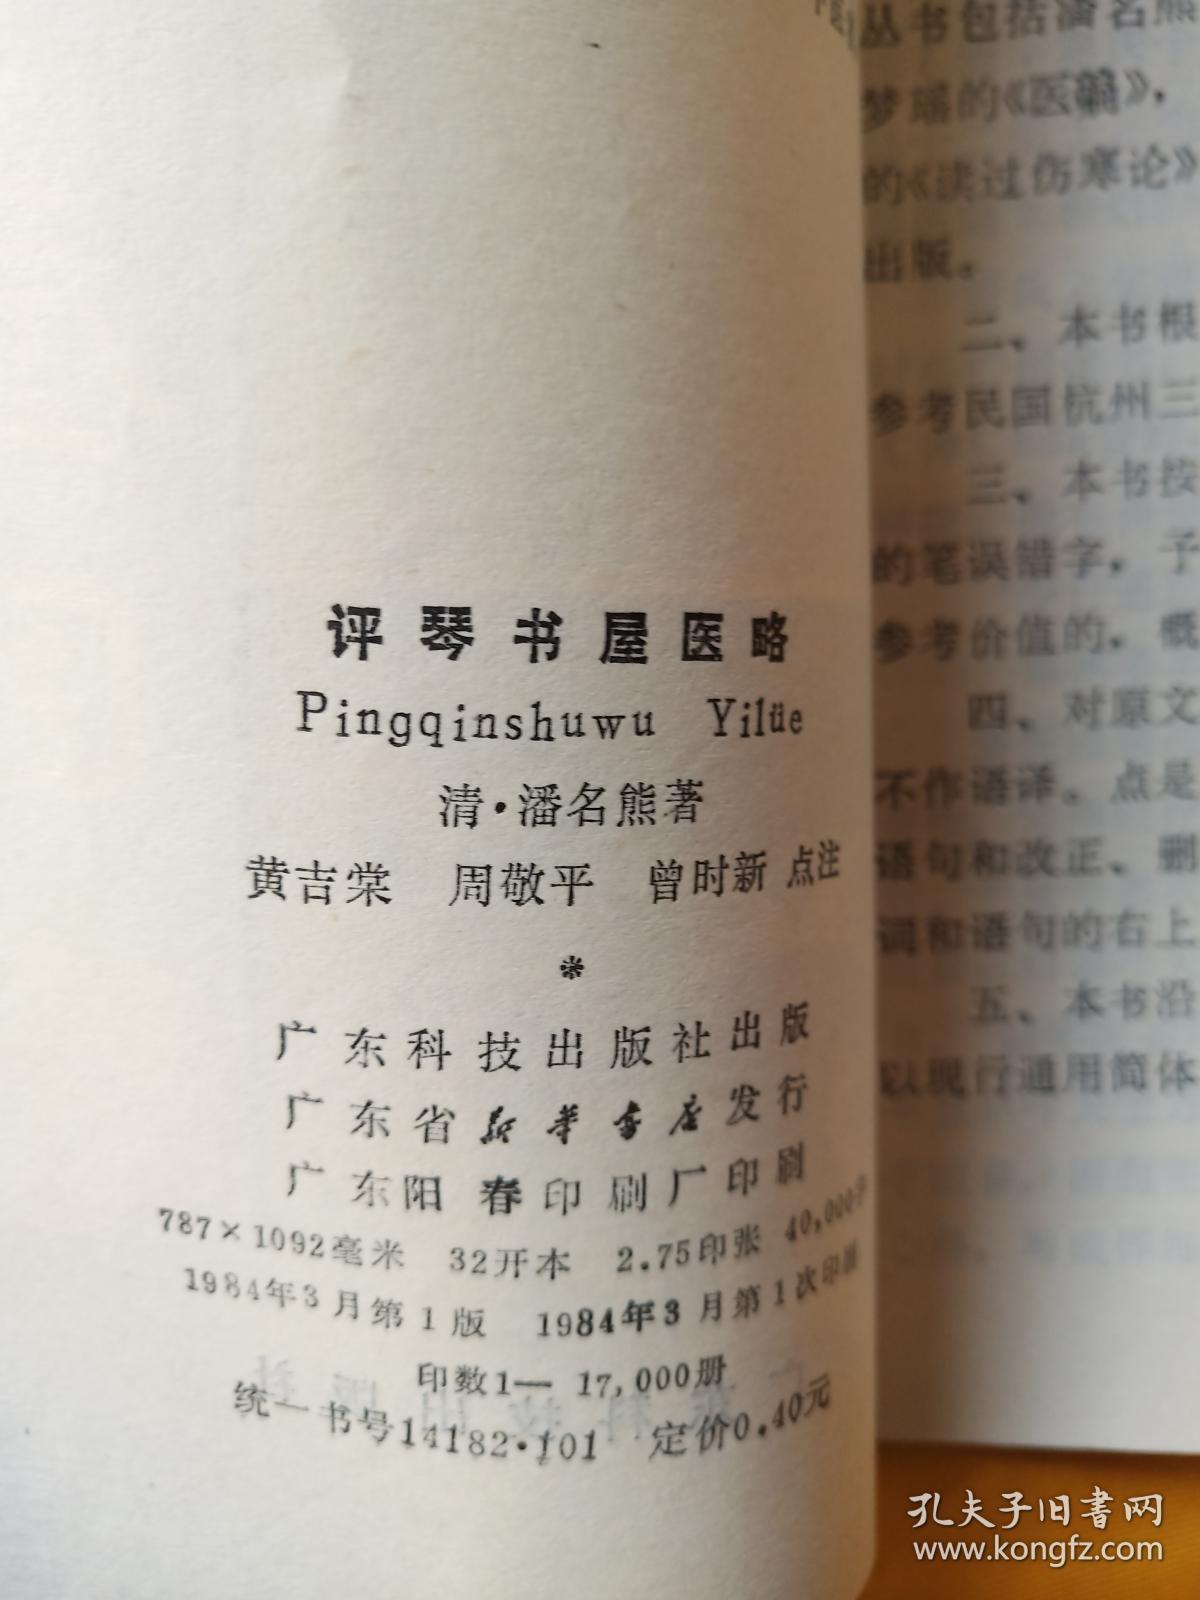 评琴书屋医略
Pingqinshuwu Yilüe
清·潘名熊著
黄吉棠 周敬平 曾时新 点注
*
广东科技出版社出版
广东省新华书店发行
广东阳春印刷厂印刷
787×1092毫米 32开本 2.75印张 40,000字
1984年3月第1版 1984年3月第1次印刷
印数1—17,000册
统一书号14182·101 定价0.40元
丛书包括潘名熊
梦瑶的《医碥》，
的《读过伤寒论》
出版。
二、本书根
参考民国杭州三
三、本书按
的笔误错字，予
参考价值的，概
四、对原文
不作语译。点是
语句和改正、删
词和语句的右上
五、本书沿
以现行通用简体
孔夫子旧书网
www.kongfz.com